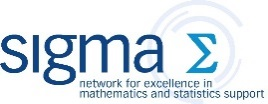 sigma Σ
network for excellence in
mathematics and statistics support